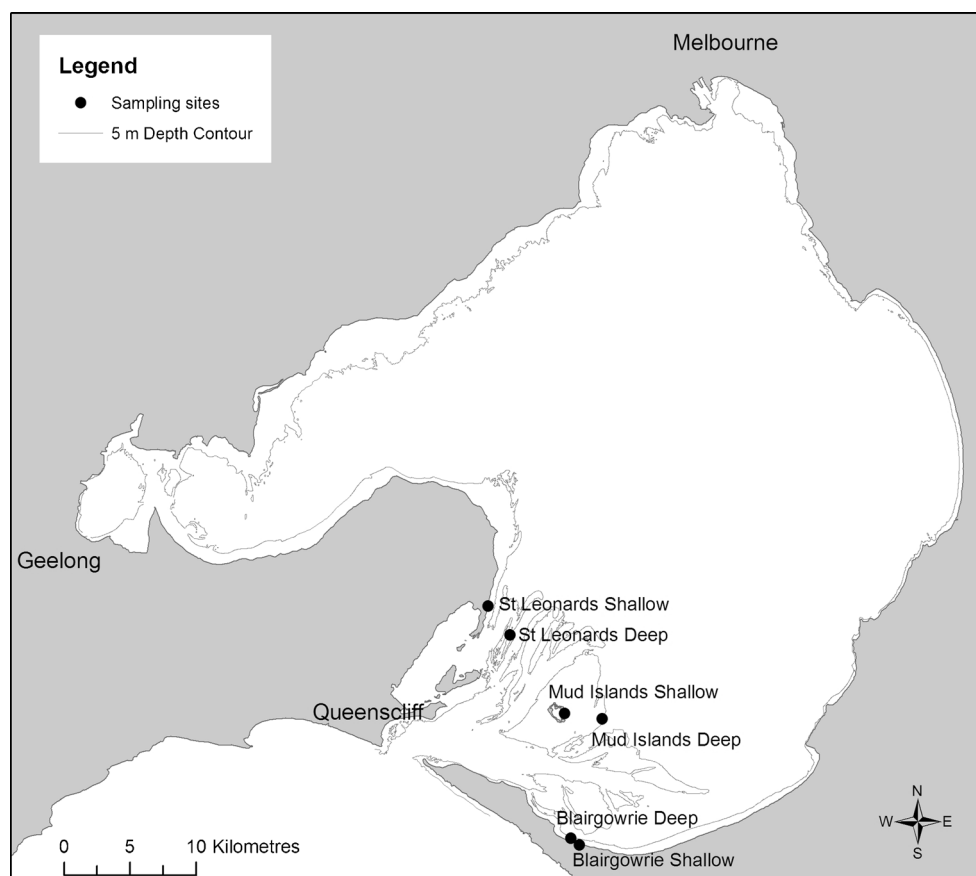 Melbourne
Legend
Sampling sites
5 m Depth Contour
Geelong
St Leonards Shallow
St Leonards Deep
Mud Islands Shallow
Queenscliff
Mud Islands Deep
N
W E
S
Blairgowrie Deep
0 5 10 Kilometres
Blairgowrie Shallow